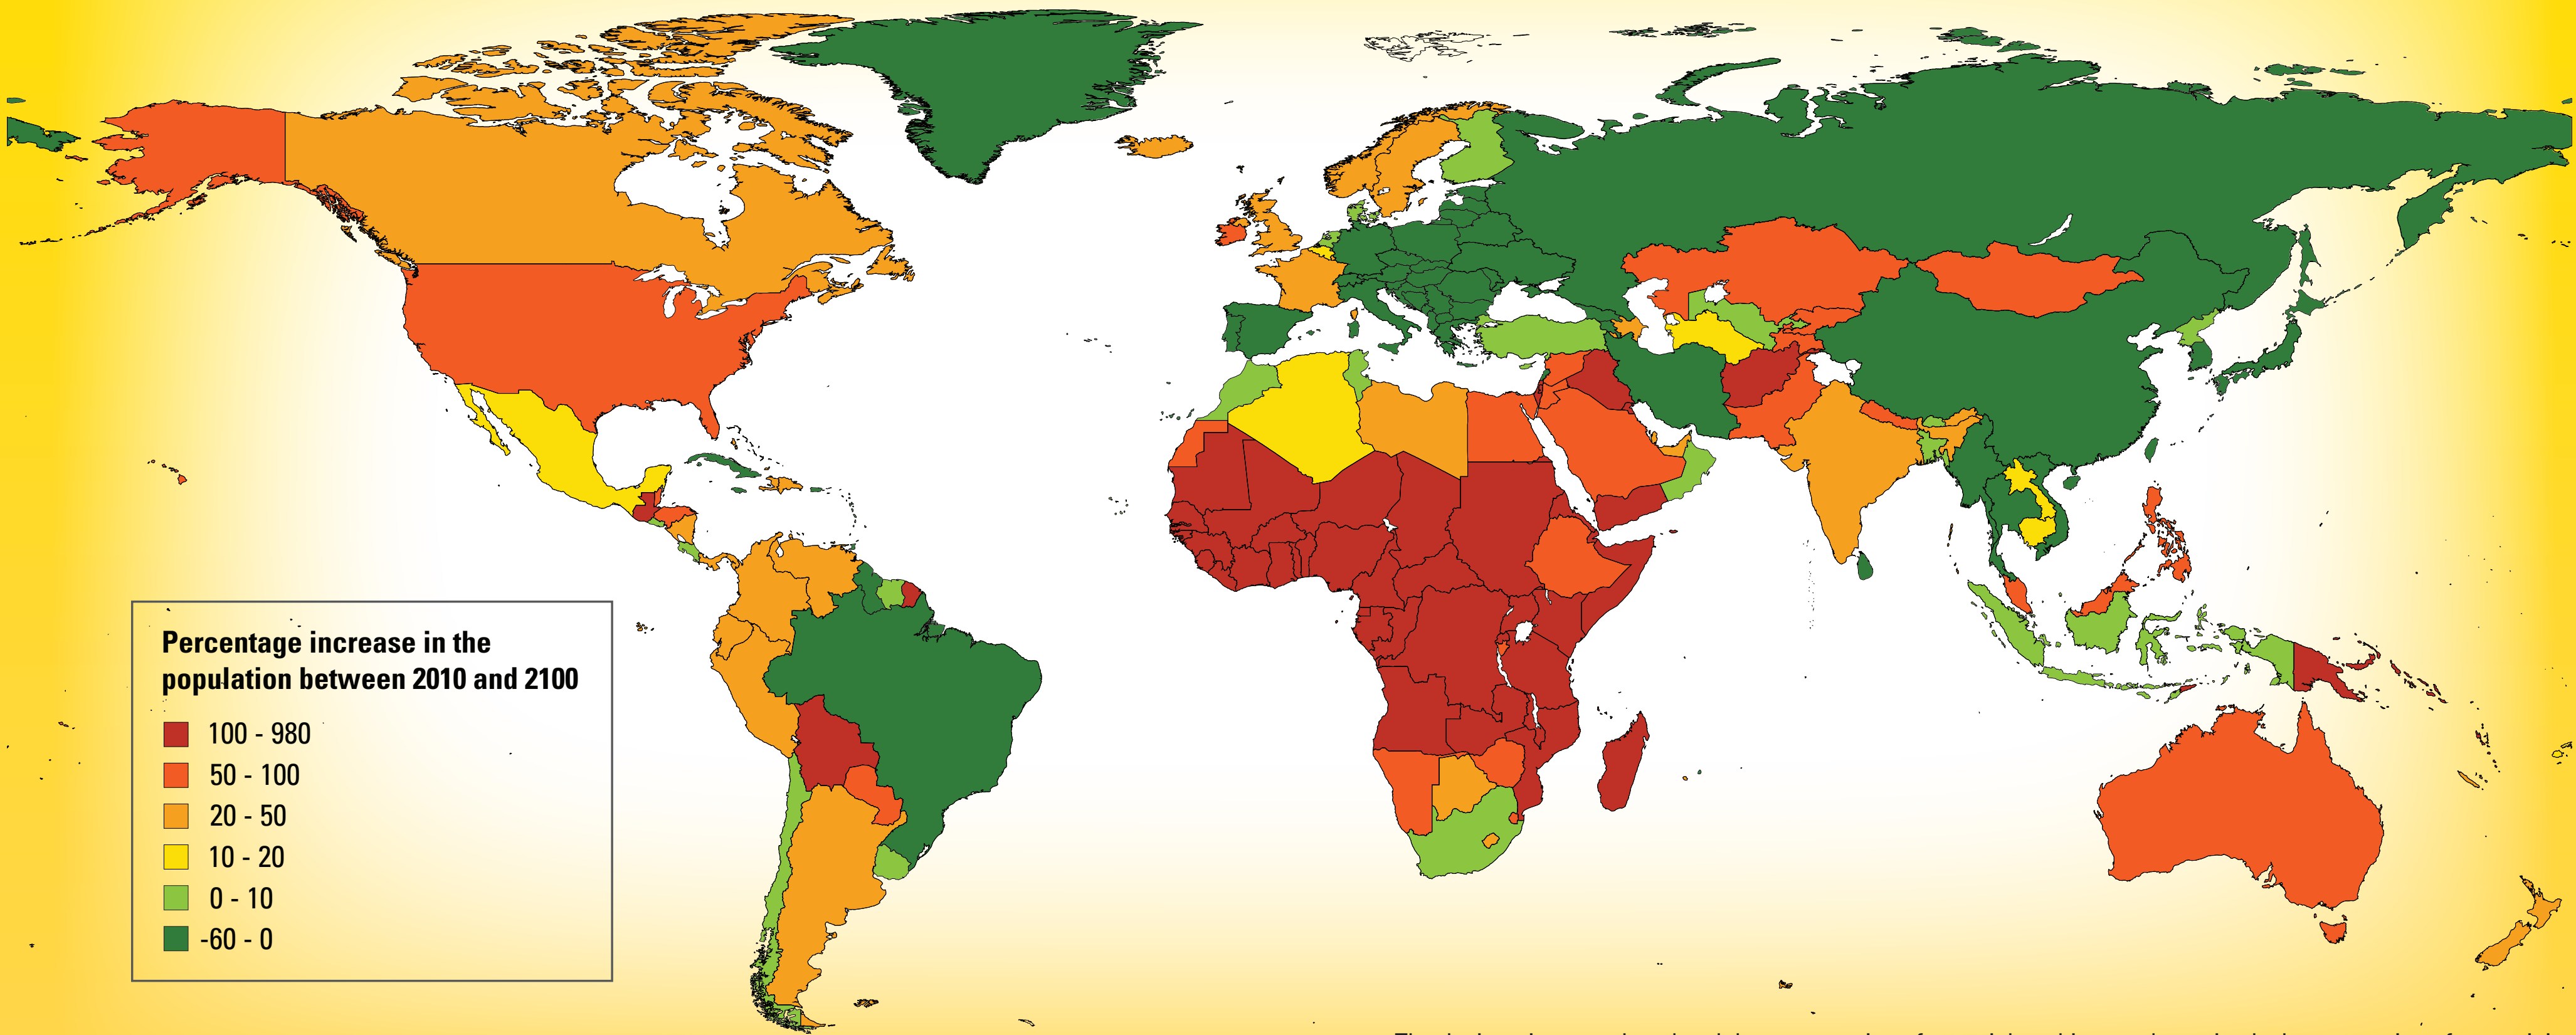 Percentage increase in the
population between 2010 and 2100
100 - 980
50 - 100
20 - 50
10 - 20
0 - 10
-60 - 0